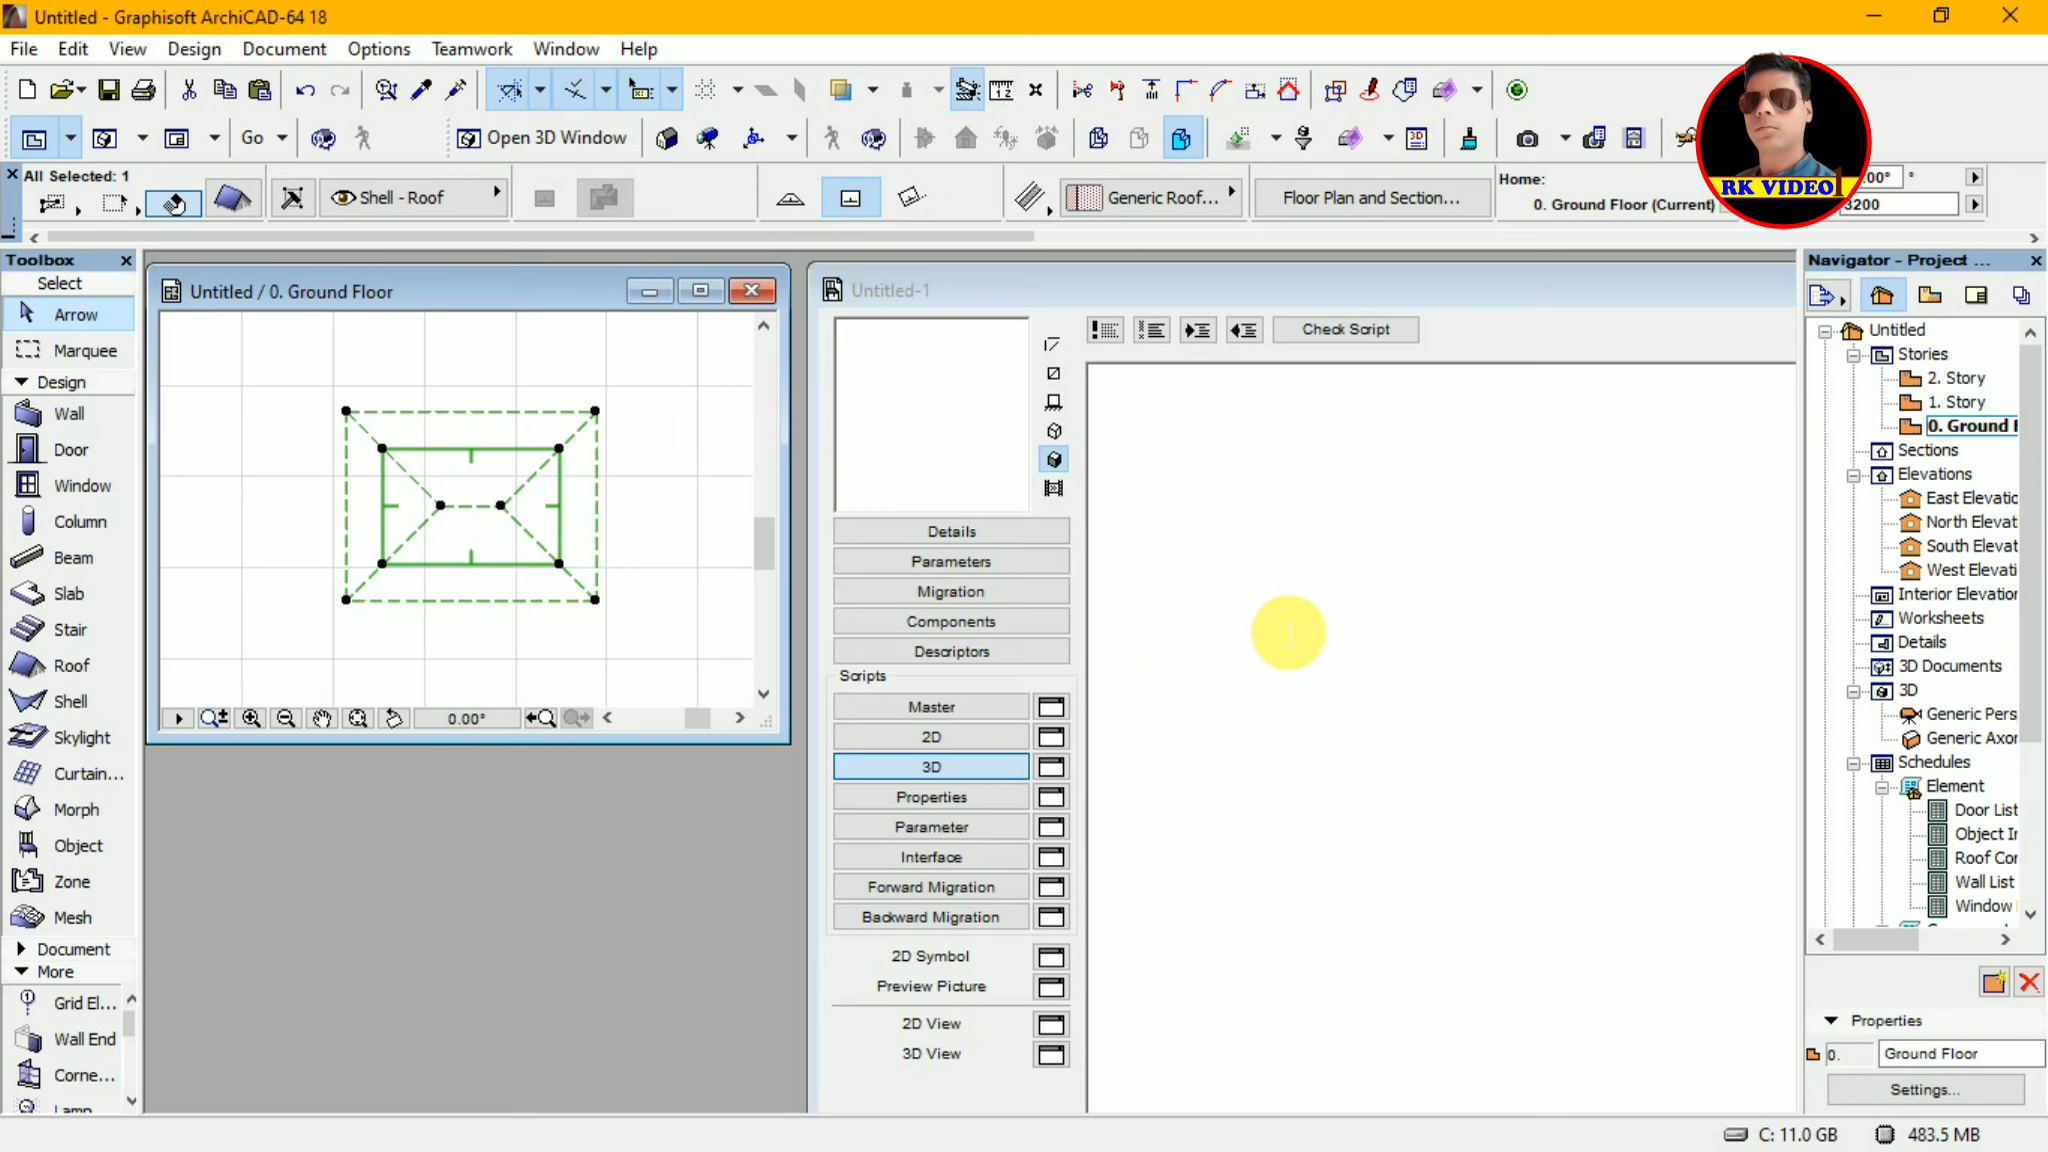 Untitled - Graphisoft ArchiCAD-64 18
File Edit View Design Document Options Teamwork Window Help
Go
Open 3D Window
RK VIDEO1
All Selected: 1
Shell - Roof
Generic Roof...
Floor Plan and Section...
Home:
0. Ground Floor (Current)
.00° °
3200
Toolbox
Select
Arrow
Marquee
Design
Wall
Door
Window
Column
Beam
Slab
Stair
Roof
Shell
Skylight
Curtain...
Morph
Object
Zone
Mesh
Document
More
Grid El...
Wall End
Corne...
Lamp
Untitled / 0. Ground Floor
0.00°
Untitled-1
Check Script
Details
Parameters
Migration
Components
Descriptors
Scripts
Master
2D
3D
Properties
Parameter
Interface
Forward Migration
Backward Migration
2D Symbol
Preview Picture
2D View
3D View
Navigator - Project ...
Untitled
Stories
2. Story
1. Story
0. Ground F
Sections
Elevations
East Elevatic
North Elevat
South Elevat
West Elevati
Interior Elevation
Worksheets
Details
3D Documents
3D
Generic Pers
Generic Axor
Schedules
Element
Door List
Object Ir
Roof Cor
Wall List
Window
Properties
0.
Ground Floor
Settings...
C: 11.0 GB
483.5 MB